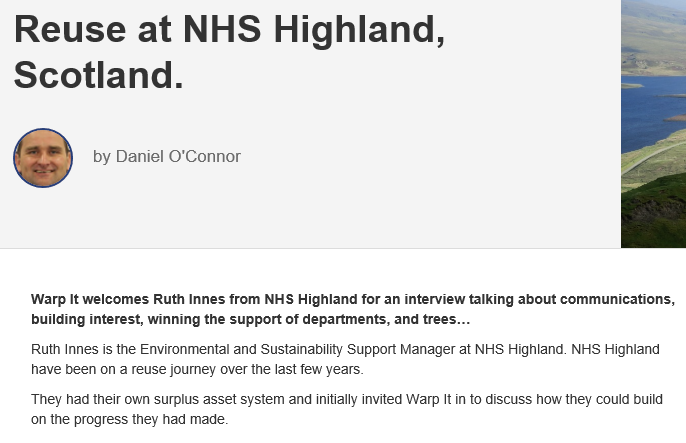 Reuse at NHS Highland,
Scotland.
by Daniel O'Connor
Warp It welcomes Ruth Innes from NHS Highland for an interview talking about communications,
building interest, winning the support of departments, and trees…
Ruth Innes is the Environmental and Sustainability Support Manager at NHS Highland. NHS Highland
have been on a reuse journey over the last few years.
They had their own surplus asset system and initially invited Warp It in to discuss how they could build
on the progress they had made.